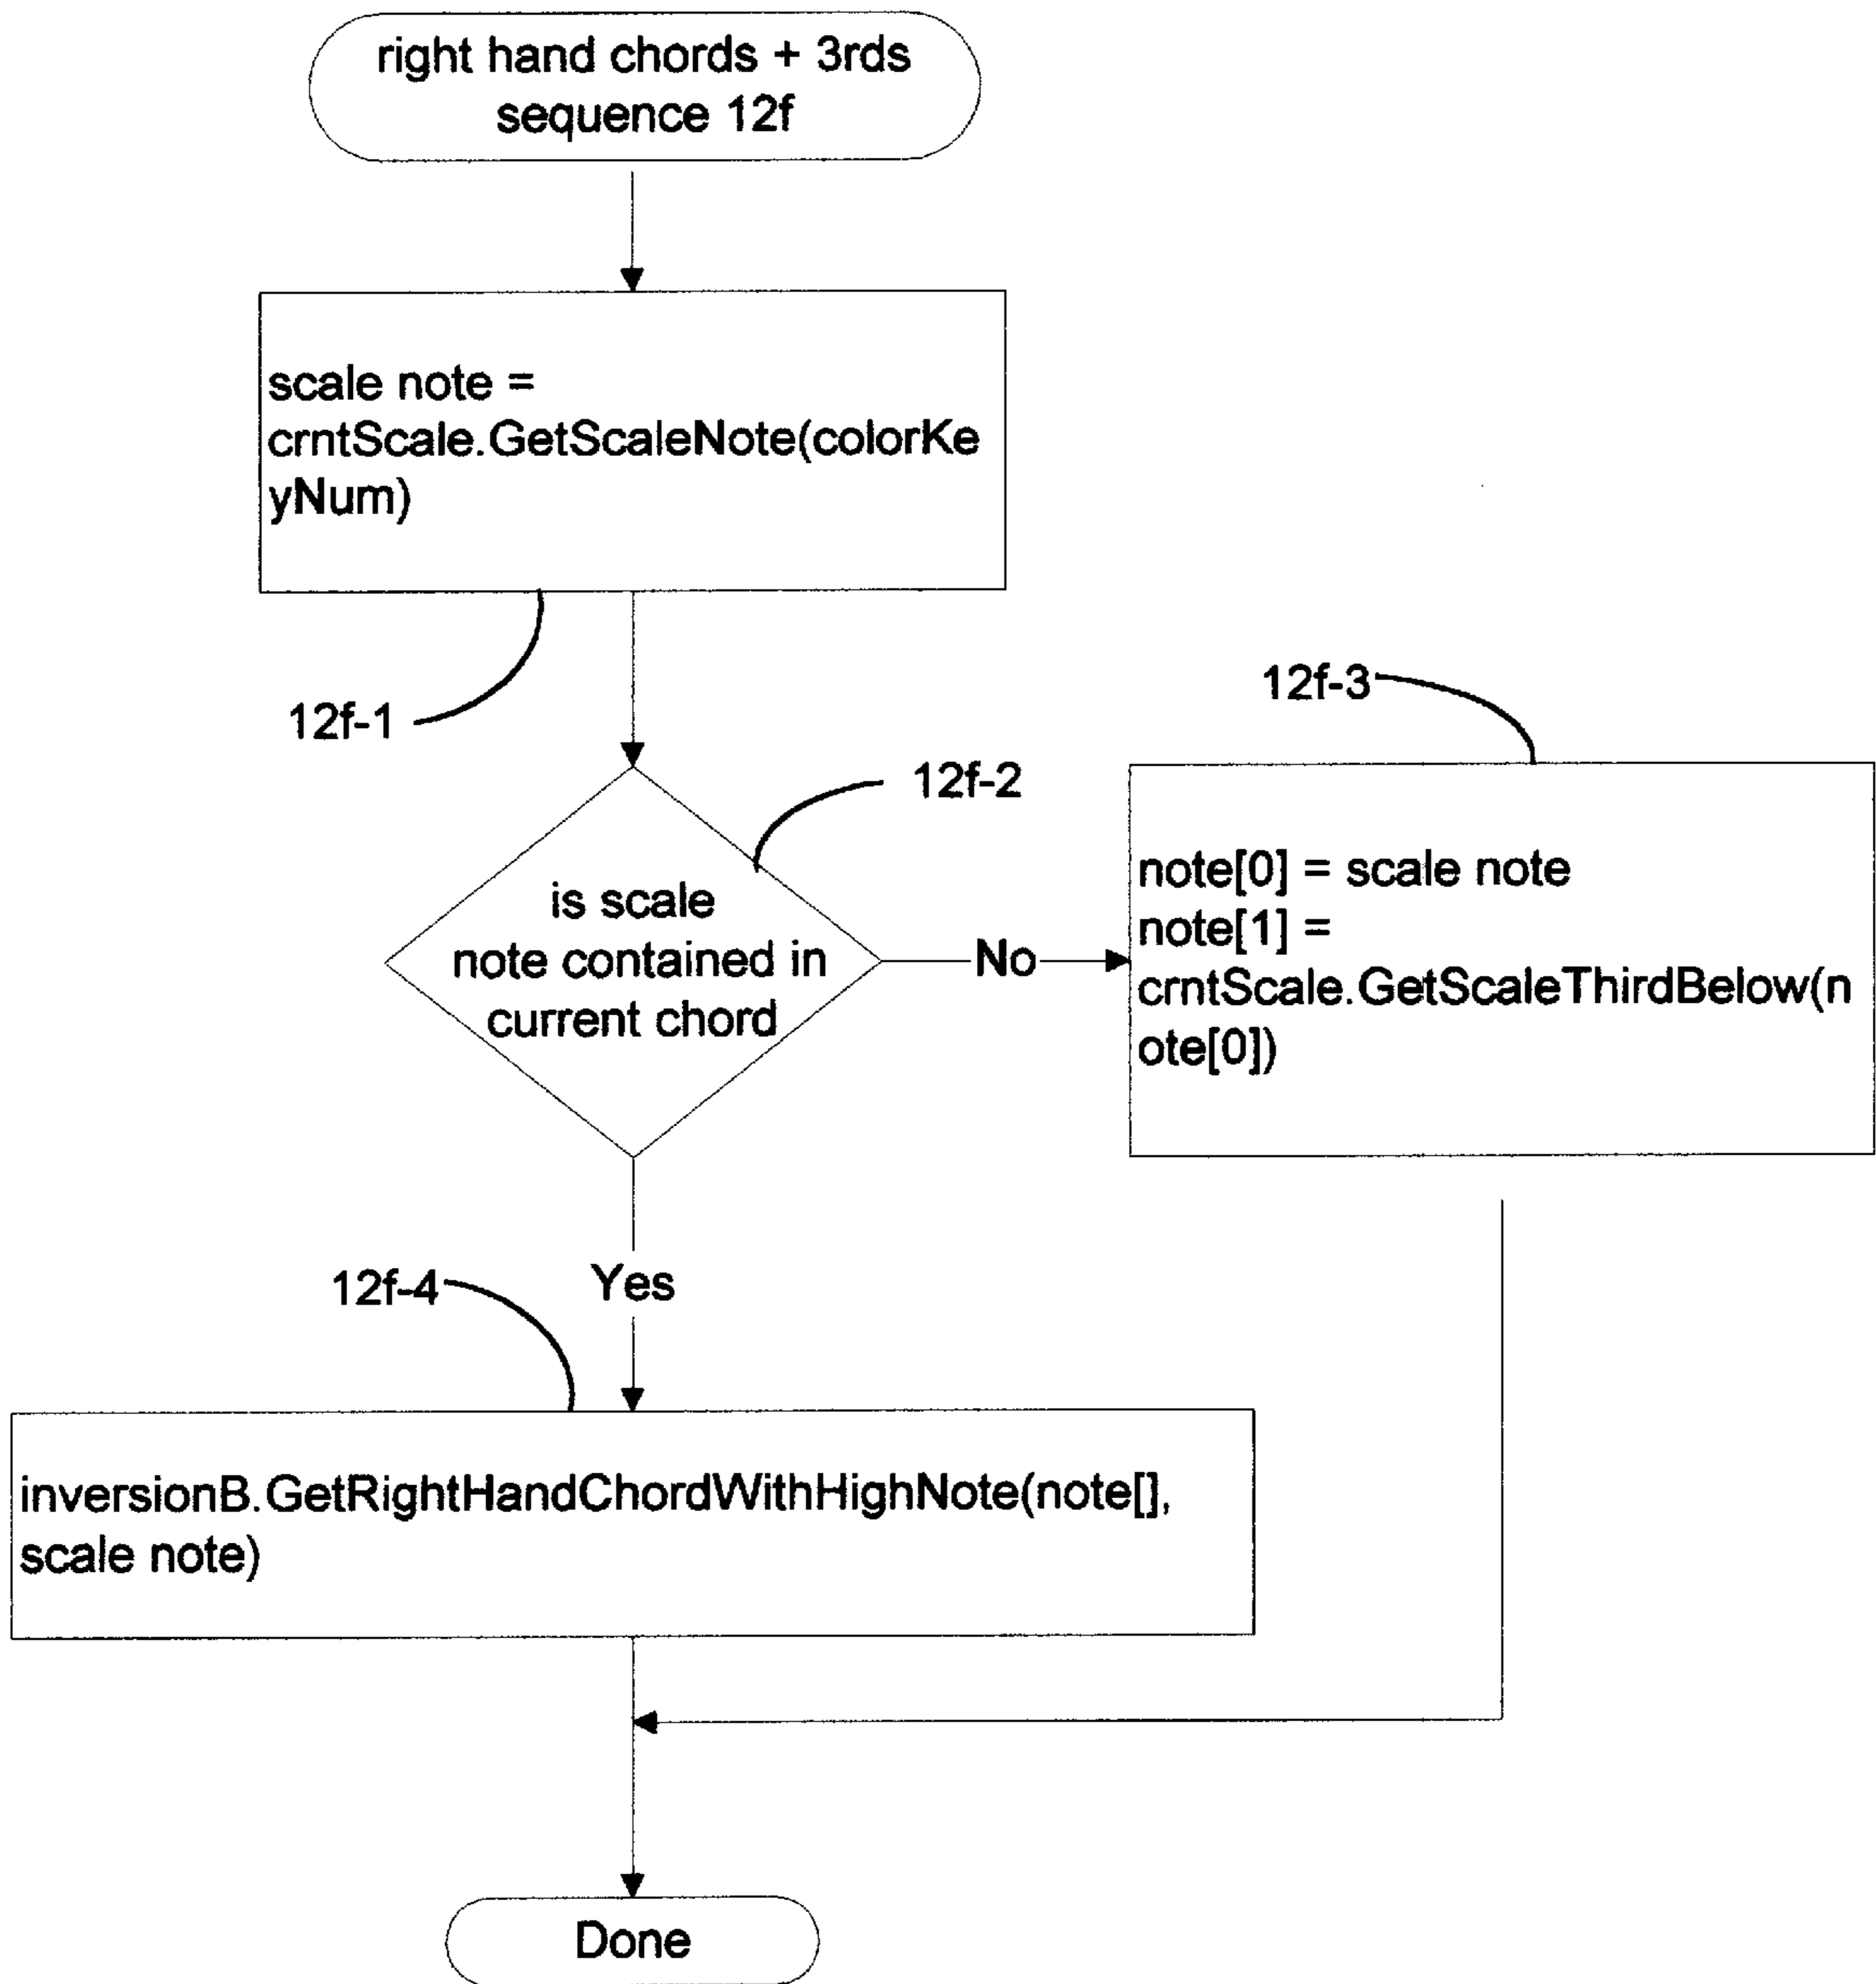 right hand chords + 3rds
sequence 12f
scale note =
crntScale.GetScaleNote(colorKe
yNum)
12f-1
12f-2
12f-3
is scale
note contained in
current chord
No
note[0] = scale note
note[1] =
crntScale.GetScaleThirdBelow(n
ote[0])
Yes
12f-4
inversionB.GetRightHandChordWithHighNote(note[],
scale note)
Done